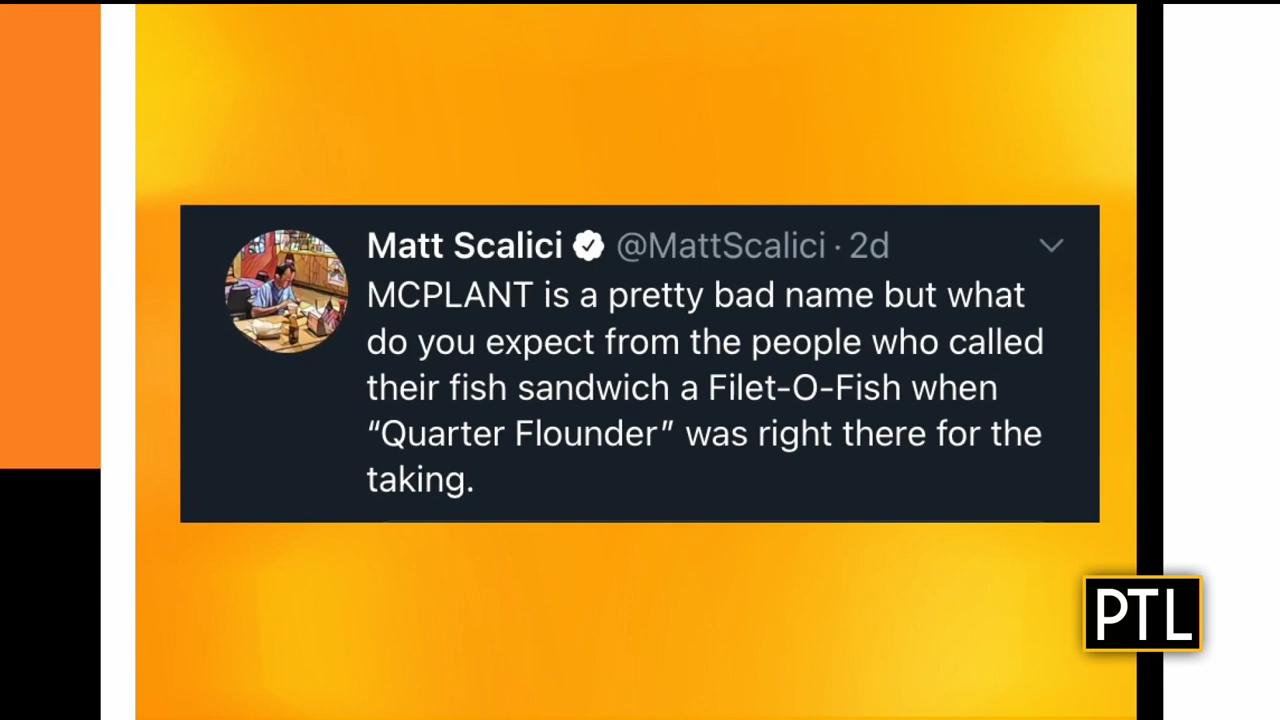 Matt Scalici @MattScalici · 2d
MCPLANT is a pretty bad name but what
do you expect from the people who called
their fish sandwich a Filet-O-Fish when
“Quarter Flounder” was right there for the
taking.
PTL